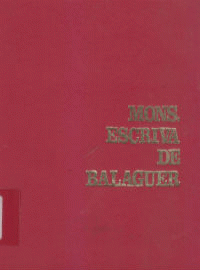 MONS.
ESCRIVA
DE
BALAGUER